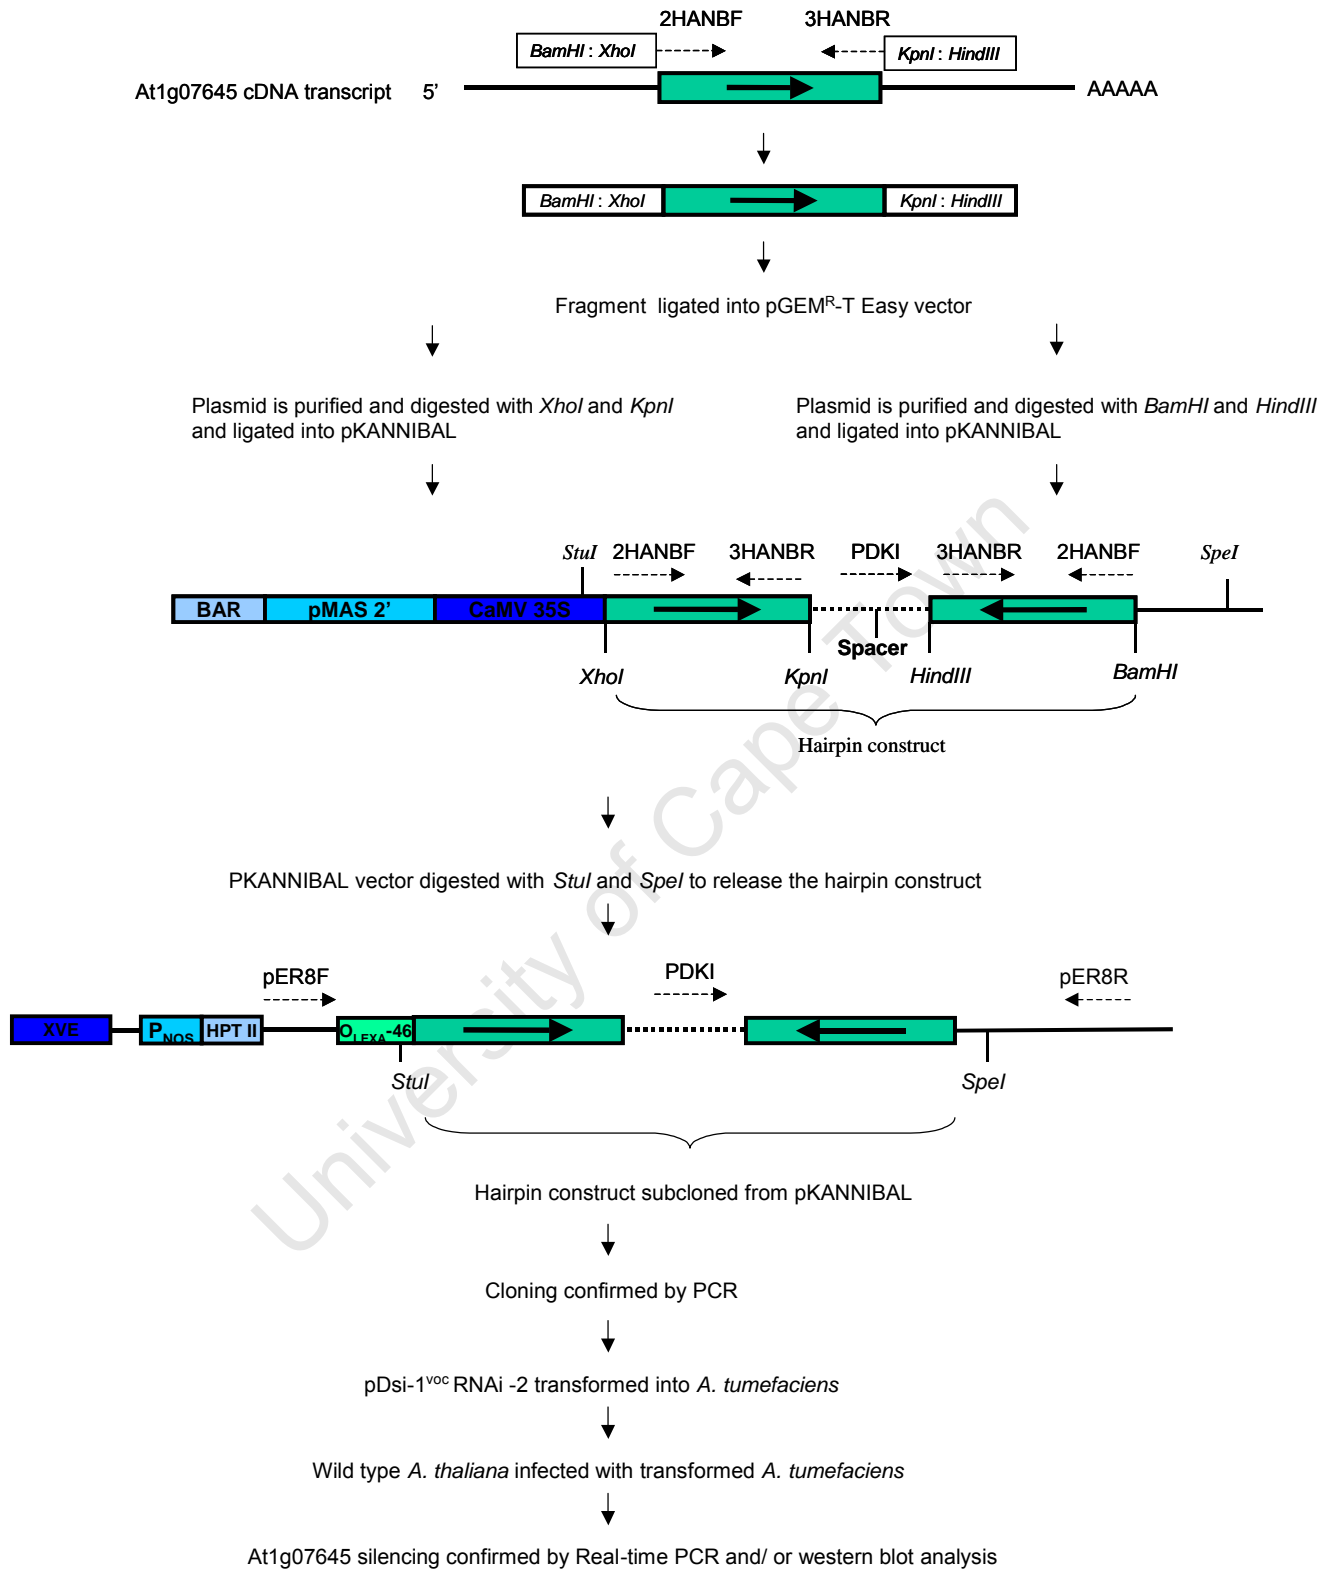 2HANBF 3HANBR
BamHI : XhoI KpnI : HindIII
At1g07645 cDNA transcript 5' AAAAA
BamHI : XhoI KpnI : HindIII
Fragment ligated into pGEM^R-T Easy vector
Plasmid is purified and digested with XhoI and KpnI
and ligated into pKANNIBAL
Plasmid is purified and digested with BamHI and HindIII
and ligated into pKANNIBAL
StuI 2HANBF 3HANBR PDKI 3HANBR 2HANBF SpeI
BAR pMAS 2' CaMV 35S
Spacer
XhoI KpnI HindIII BamHI
Hairpin construct
PKANNIBAL vector digested with StuI and SpeI to release the hairpin construct
pER8F PDKI pER8R
XVE P_NOS HPT II O_LEXA-46
StuI SpeI
Hairpin construct subcloned from pKANNIBAL
Cloning confirmed by PCR
pDsi-1^voc RNAi -2 transformed into A. tumefaciens
Wild type A. thaliana infected with transformed A. tumefaciens
At1g07645 silencing confirmed by Real-time PCR and/ or western blot analysis
University of Cape Town